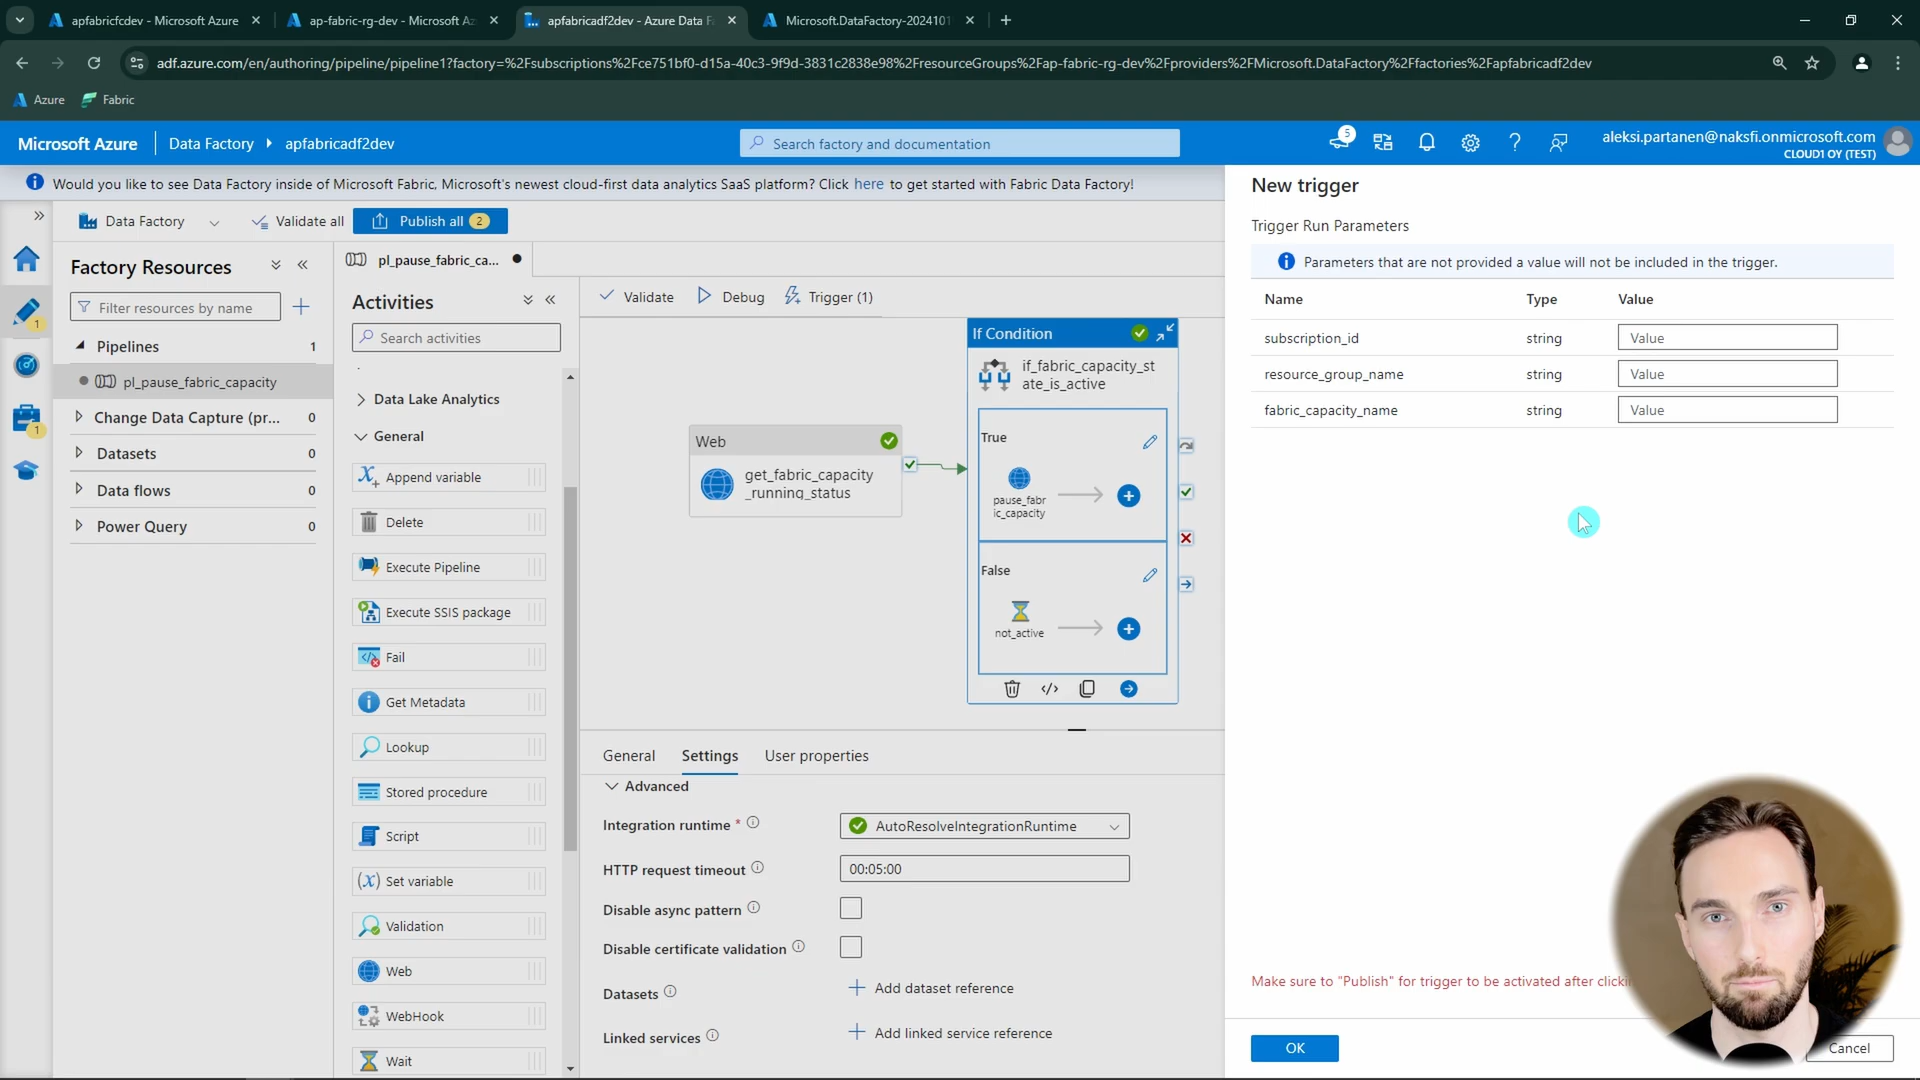 apfabricfcdev - Microsoft Azure
ap-fabric-rg-dev - Microsoft Az
apfabricadf2dev - Azure Data F
Microsoft.DataFactory-2024101
adf.azure.com/en/authoring/pipeline/pipeline1?factory=%2Fsubscriptions%2Fce751bf0-d15a-40c3-9f9d-3831c2838e98%2FresourceGroups%2Fap-fabric-rg-dev%2Fproviders%2FMicrosoft.DataFactory%2Ffactories%2Fapfabricadf2dev
Azure
Fabric
Microsoft Azure
Data Factory
apfabricadf2dev
Search factory and documentation
5
aleksi.partanen@naksfi.onmicrosoft.com
CLOUD1 OY (TEST)
Would you like to see Data Factory inside of Microsoft Fabric, Microsoft's newest cloud-first data analytics SaaS platform? Click here to get started with Fabric Data Factory!
Data Factory
Validate all
Publish all 2
1
1
Factory Resources
Filter resources by name
Pipelines 1
pl_pause_fabric_capacity
Change Data Capture (pr... 0
Datasets 0
Data flows 0
Power Query 0
pl_pause_fabric_ca...
Activities
Search activities
Data Lake Analytics
General
Append variable
Delete
Execute Pipeline
Execute SSIS package
Fail
Get Metadata
Lookup
Stored procedure
Script
Set variable
Validation
Web
WebHook
Wait
Validate
Debug
Trigger (1)
Web
get_fabric_capacity
_running_status
If Condition
if_fabric_capacity_st
ate_is_active
True
pause_fabr
ic_capacity
False
not_active
General
Settings
User properties
Advanced
Integration runtime *
AutoResolveIntegrationRuntime
HTTP request timeout
00:05:00
Disable async pattern
Disable certificate validation
Datasets
Add dataset reference
Linked services
Add linked service reference
New trigger
Trigger Run Parameters
Parameters that are not provided a value will not be included in the trigger.
Name Type Value
subscription_id string Value
resource_group_name string Value
fabric_capacity_name string Value
Make sure to "Publish" for trigger to be activated after
OK
Cancel